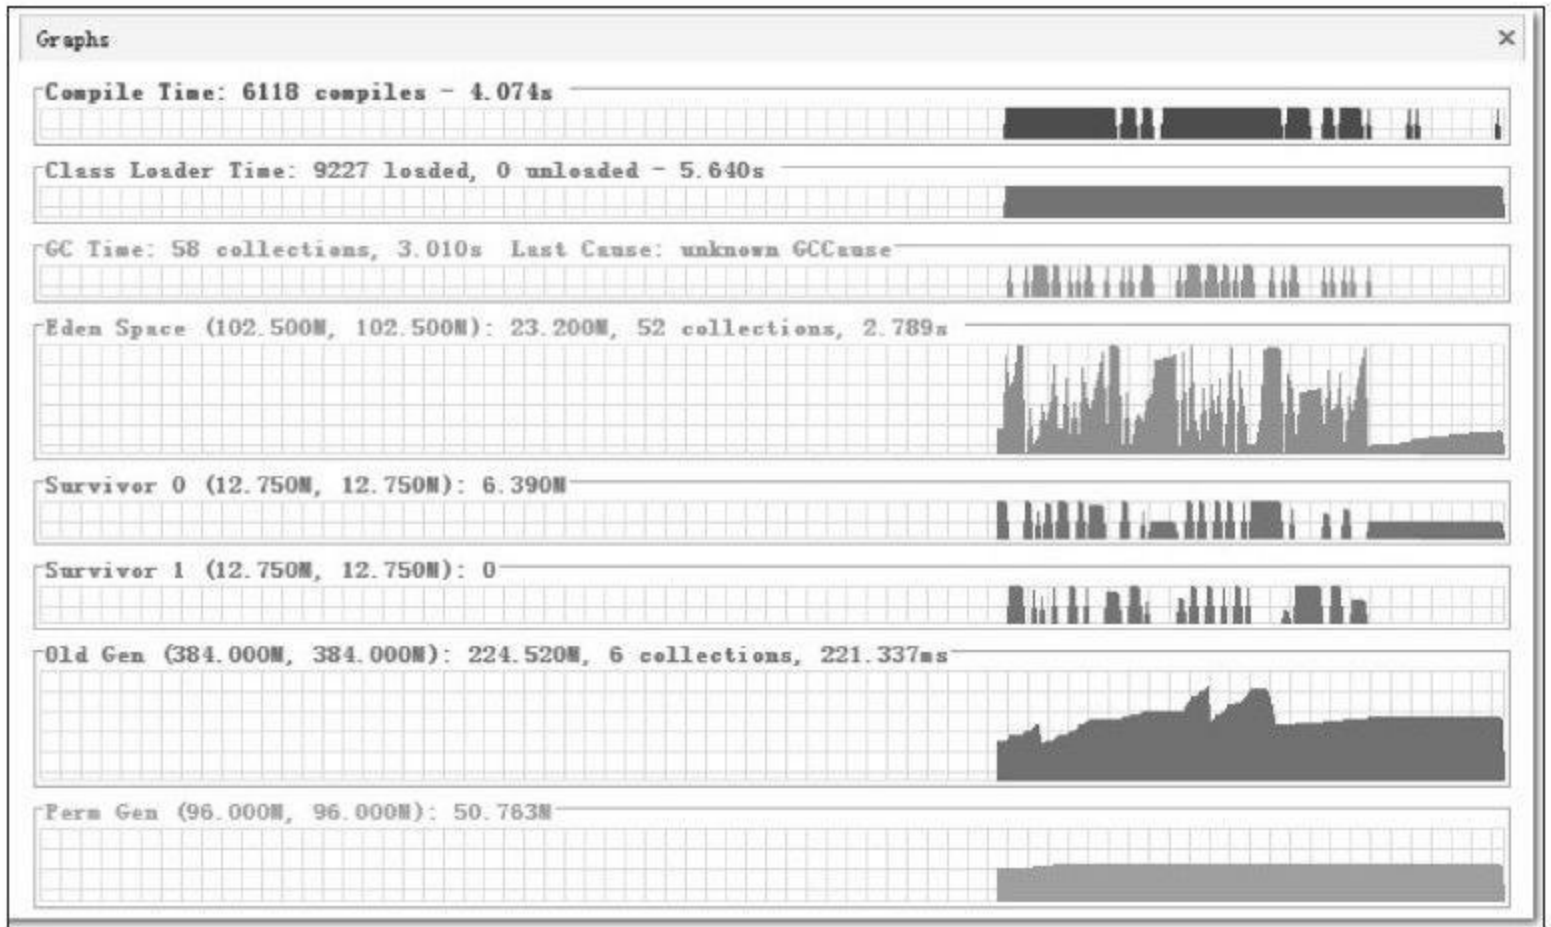 Graphs
Compile Time: 6118 compiles - 4.074s
Class Loader Time: 9227 loaded, 0 unloaded - 5.640s
GC Time: 58 collections, 3.010s Last Cause: unknown GCCause
Eden Space (102.500M, 102.500M): 23.200M, 52 collections, 2.789s
Survivor 0 (12.750M, 12.750M): 6.390M
Survivor 1 (12.750M, 12.750M): 0
Old Gen (384.000M, 384.000M): 224.520M, 6 collections, 221.337ms
Perm Gen (96.000M, 96.000M): 50.763M